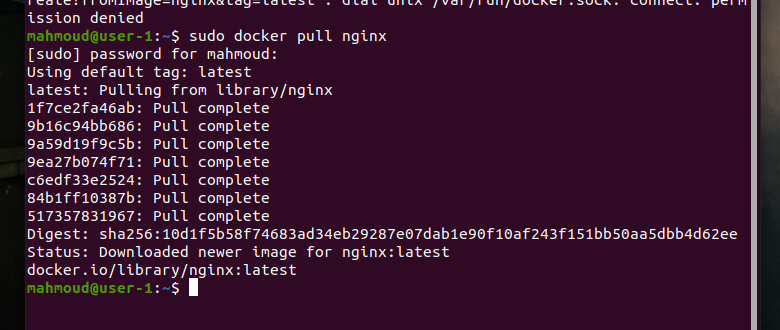 reate?fromImage=nginx&tag=latest": dial unix /var/run/docker.sock: connect: perm
ission denied
mahmoud@user-1:~$ sudo docker pull nginx
[sudo] password for mahmoud:
Using default tag: latest
latest: Pulling from library/nginx
1f7ce2fa46ab: Pull complete
9b16c94bb686: Pull complete
9a59d19f9c5b: Pull complete
9ea27b074f71: Pull complete
c6edf33e2524: Pull complete
84b1ff10387b: Pull complete
517357831967: Pull complete
Digest: sha256:10d1f5b58f74683ad34eb29287e07dab1e90f10af243f151bb50aa5dbb4d62ee
Status: Downloaded newer image for nginx:latest
docker.io/library/nginx:latest
mahmoud@user-1:~$